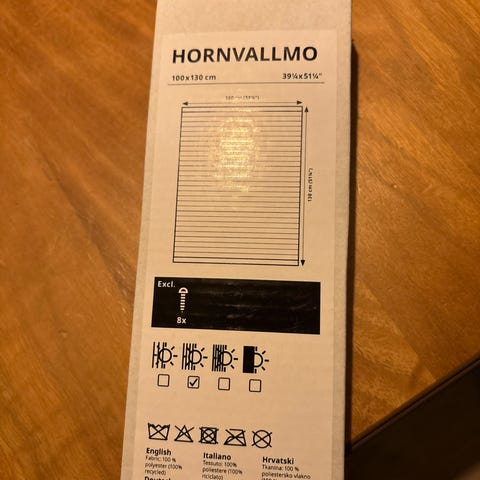 HORNVALLMO
100x130 cm 39¼x51¼"
100 cm (39¼")
130 cm (51¼")
Excl.
8x
English
Fabric: 100 %
polyester (100%
recycled)
Italiano
Tessuto: 100%
poliestere (100%
riciclato)
Hrvatski
Tkanina: 100 %
poliestersko vlakno